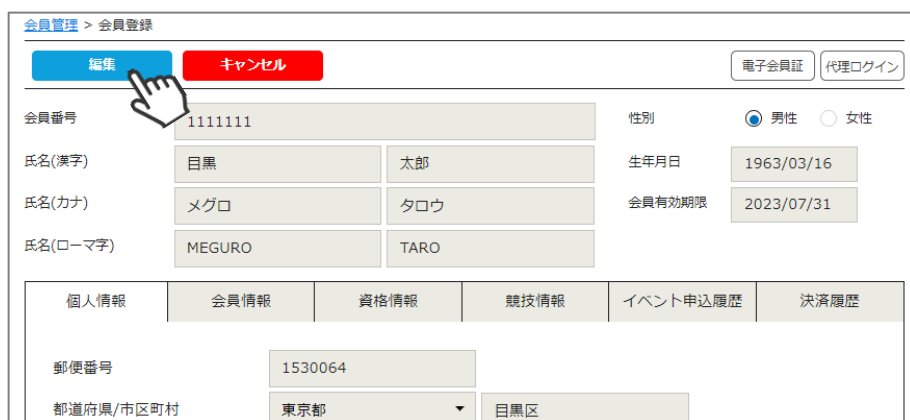 会員管理 > 会員登録
編集 キャンセル 電子会員証 代理ログイン
会員番号 1111111 性別 男性 女性
氏名(漢字) 目黒 太郎 生年月日 1963/03/16
氏名(カナ) メグロ タロウ 会員有効期限 2023/07/31
氏名(ローマ字) MEGURO TARO
個人情報 会員情報 資格情報 競技情報 イベント申込履歴 決済履歴
郵便番号 1530064
都道府県/市区町村 東京都 目黒区